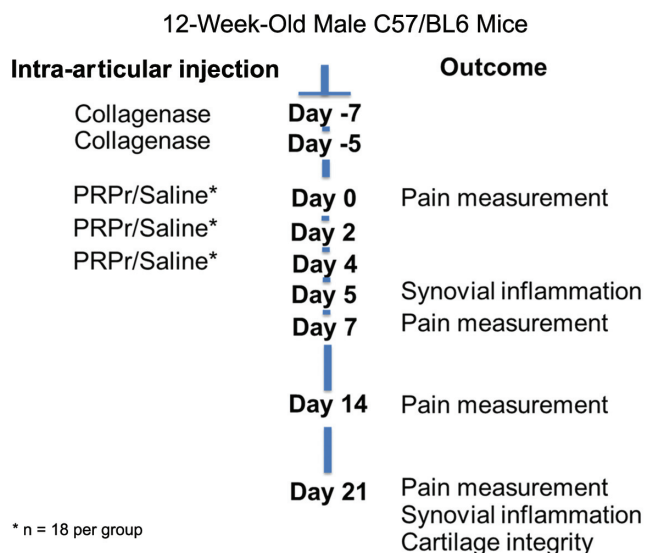 12-Week-Old Male C57/BL6 Mice
Intra-articular injection Outcome
Collagenase Day -7
Collagenase Day -5
PRPr/Saline* Day 0 Pain measurement
PRPr/Saline* Day 2
PRPr/Saline* Day 4
Day 5 Synovial inflammation
Day 7 Pain measurement
Day 14 Pain measurement
Day 21 Pain measurement
Synovial inflammation
* n = 18 per group
Cartilage integrity